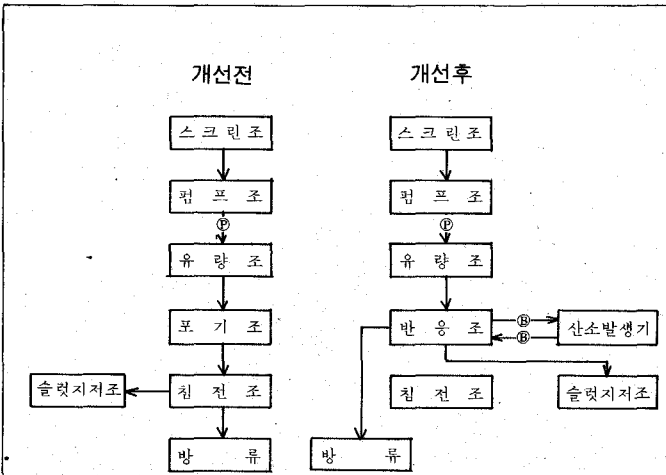 개선전
스 크 린 조
펌 프 조
Ⓟ
유 량 조
포 기 조
침 전 조
슬럿지저조
방 류
개선후
스 크 린 조
펌 프 조
Ⓟ
유 량 조
반 응 조
Ⓑ
Ⓑ
산소발생기
침 전 조
슬럿지저조
방 류